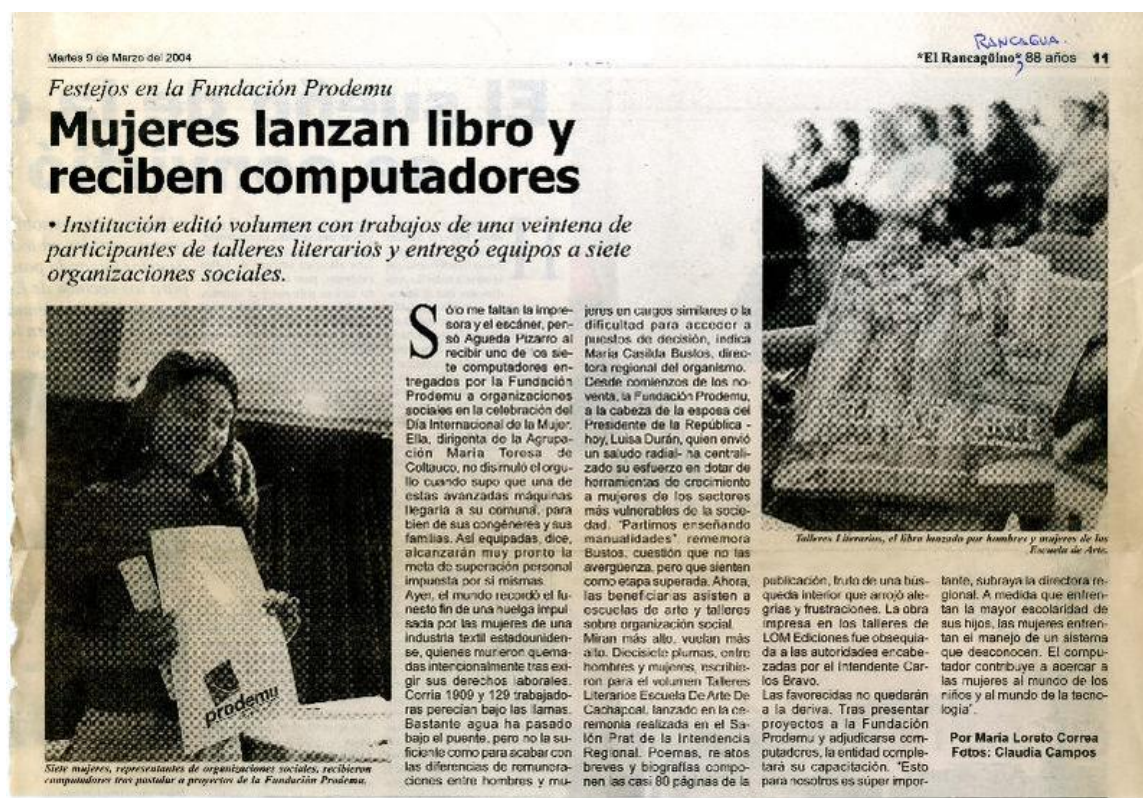 Martes 9 de Marzo del 2004
RANCAGUA.
"El Rancagüino", 88 años 11
Festejos en la Fundación Prodemu
Mujeres lanzan libro y
reciben computadores
• Institución editó volumen con trabajos de una veintena de
participantes de talleres literarios y entregó equipos a siete
organizaciones sociales.
prodemu
Siete mujeres, representantes de organizaciones sociales, recibieron
computadores tras postular a proyectos de la Fundación Prodemu.
Sólo me faltan la impre-
sora y el escáner, pen-
só Agueda Pizarro al
recibir uno de los sie-
te computadores en-
tregados por la Fundación
Prodemu a organizaciones
sociales en la celebración del
Día Internacional de la Mujer.
Ella, dirigenta de la Agrupa-
ción María Teresa de
Coltauco, no disimuló el orgu-
llo cuando supo que una de
estas avanzadas máquinas
llegaría a su comuna, para
bien de sus congéneres y sus
familias. Así equipadas, dice,
alcanzarán muy pronto la
meta de superación personal
impuesta por si mismas.
Ayer, el mundo recordó el fu-
nesto fin de una huelga impul-
sada por las mujeres de una
industria textil estadouniden-
se, quienes murieron quema-
das intencionalmente tras exi-
gir sus derechos laborales.
Corría 1909 y 129 trabajado-
ras perecían bajo las llamas.
Bastante agua ha pasado
bajo el puente, pero no la su-
ficiente como para acabar con
las diferencias de remunera-
ciones entre hombres y mu-
jeres en cargos similares o la
dificultad para acceder a
puestos de decisión, indica
María Casilda Bustos, direc-
tora regional del organismo.
Desde comienzos de los no-
venta, la Fundación Prodemu,
a la cabeza de la esposa del
Presidente de la República -
hoy, Luisa Durán, quien envió
un saludo radial- ha centrali-
zado su esfuerzo en dotar de
herramientas de crecimiento
a mujeres de los sectores
más vulnerables de la socie-
dad. "Partimos enseñando
manualidades", rememora
Bustos, cuestión que no las
avergüenza, pero que sienten
como etapa superada. Ahora,
las beneficiarias asisten a
escuelas de arte y talleres
sobre organización social.
Miran más alto, vuelan más
alto. Diecisiete plumas, entre
hombres y mujeres, escribie-
ron para el volumen Talleres
Literarios Escuela De Arte De
Cachapoal, lanzado en la ce-
remonia realizada en el Sa-
lón Prat de la Intendencia
Regional. Poemas, relatos
breves y biografías compo-
nen las casi 80 páginas de la
Talleres Literarios, el libro lanzado por hombres y mujeres de los
Escuela de Arte.
publicación, fruto de una bús-
queda interior que arrojó ale-
grías y frustraciones. La obra
impresa en los talleres de
LOM Ediciones fue obsequia-
da a las autoridades encabe-
zadas por el Intendente Car-
los Bravo.
Las favorecidas no quedarán
a la deriva. Tras presentar
proyectos a la Fundación
Prodemu y adjudicarse com-
putadores, la entidad comple-
tará su capacitación. "Esto
para nosotros es súper impor-
tante, subraya la directora re-
gional. A medida que enfren-
tan la mayor escolaridad de
sus hijos, las mujeres enfren-
tan el manejo de un sistema
que desconocen. El compu-
tador contribuye a acercar a
las mujeres al mundo de los
niños y al mundo de la tecno-
logía".
Por María Loreto Correa
Fotos: Claudia Campos